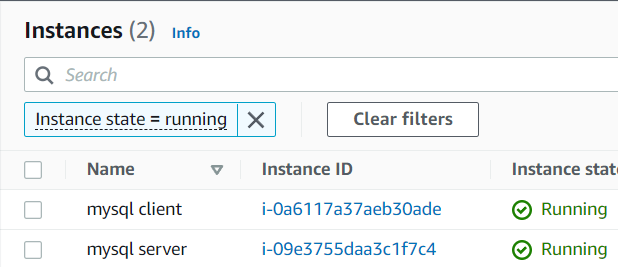 Instances (2) Info
Search
Instance state = running
Clear filters
Name Instance ID Instance state
mysql client i-0a6117a37aeb30ade Running
mysql server i-09e3755daa3c1f7c4 Running